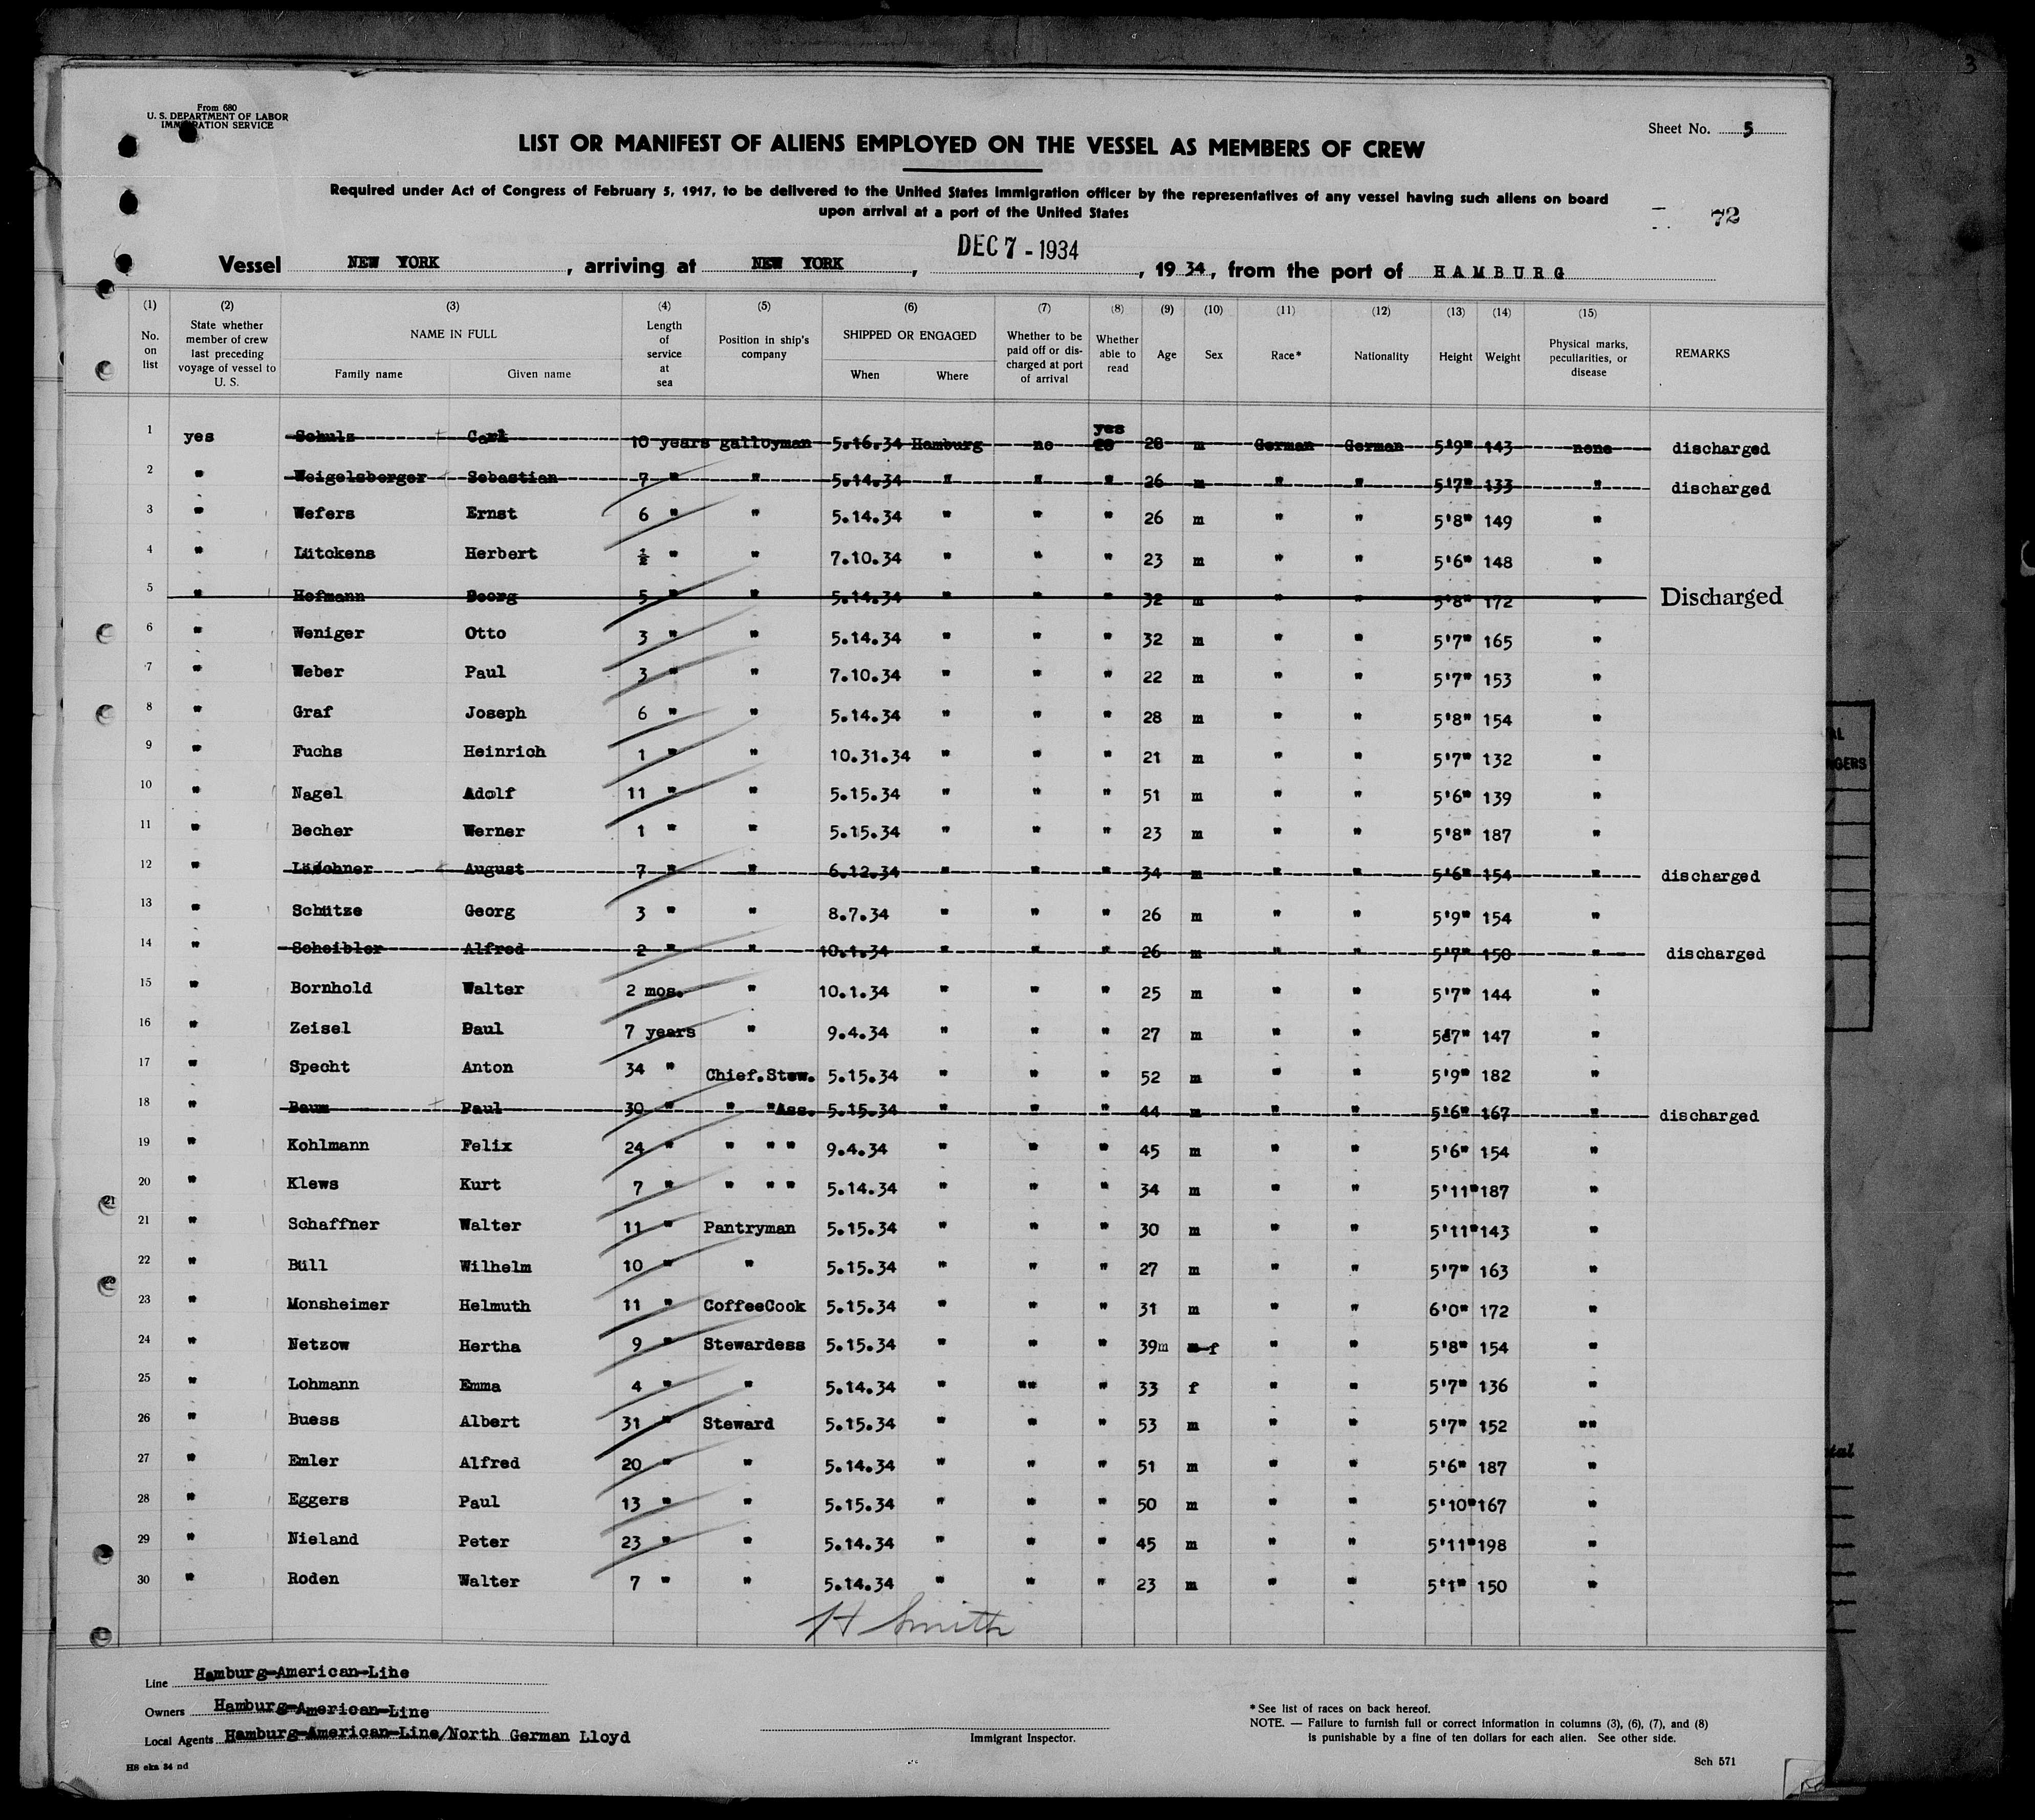 3
From 680
U. S. DEPARTMENT OF LABOR
IMMIGRATION SERVICE
Sheet No. 5
LIST OR MANIFEST OF ALIENS EMPLOYED ON THE VESSEL AS MEMBERS OF CREW
Required under Act of Congress of February 5, 1917, to be delivered to the United States Immigration officer by the representatives of any vessel having such aliens on board
upon arrival at a port of the United States
72
DEC 7 - 1934
Vessel NEW YORK , arriving at NEW YORK , , 19 34, from the port of HAMBURG
(1) (2) (3) (4) (5) (6) (7) (8) (9) (10) (11) (12) (13) (14) (15)
No. on list State whether member of crew last preceding voyage of vessel to U. S. NAME IN FULL Family name Given name Length of service at sea Position in ship's company SHIPPED OR ENGAGED When Where Whether to be paid off or discharged at port of arrival Whether able to read Age Sex Race* Nationality Height Weight Physical marks, peculiarities, or disease REMARKS
1 yes Schulz Carl 10 years galleyman 5.16.34 Hamburg no yes 28 m German German 5'9" 143 none discharged
2 " Weigelsberger Sebastian 7 " " 5.14.34 " " " 26 m " " 5'7" 133 " discharged
3 " Wefers Ernst 6 " " 5.14.34 " " " 26 m " " 5'8" 149 "
4 " Lütckens Herbert ½ " " 7.10.34 " " " 23 m " " 5'6" 148 "
5 " Hofmann Georg 5 " " 5.14.34 " " " 32 m " " 5'8" 172 " Discharged
6 " Weniger Otto 3 " " 5.14.34 " " " 32 m " " 5'7" 165 "
7 " Weber Paul 3 " " 7.10.34 " " " 22 m " " 5'7" 153 "
8 " Graf Joseph 6 " " 5.14.34 " " " 28 m " " 5'8" 154 "
9 " Fuchs Heinrich 1 " " 10.31.34 " " " 21 m " " 5'7" 132 "
10 " Nagel Adolf 11 " " 5.15.34 " " " 51 m " " 5'6" 139 "
11 " Becher Werner 1 " " 5.15.34 " " " 23 m " " 5'8" 187 "
12 " Läschner August 7 " " 6.12.34 " " " 34 m " " 5'6" 154 " discharged
13 " Schütze Georg 3 " " 8.7.34 " " " 26 m " " 5'9" 154 "
14 " Scheibler Alfred 2 " " 10.1.34 " " " 26 m " " 5'7" 150 " discharged
15 " Bornhold Walter 2 mos. " 10.1.34 " " " 25 m " " 5'7" 144 "
16 " Zeisel Paul 7 years " 9.4.34 " " " 27 m " " 5'7" 147 "
17 " Specht Anton 34 " Chief.Stew. 5.15.34 " " " 52 m " " 5'9" 182 "
18 " Baum Paul 30 " " "Ass. 5.15.34 " " " 44 m " " 5'6" 167 " discharged
19 " Kohlmann Felix 24 " " " " 9.4.34 " " " 45 m " " 5'6" 154 "
20 " Klews Kurt 7 " " " " 5.14.34 " " " 34 m " " 5'11" 187 "
21 " Schaffner Walter 11 " Pantryman 5.15.34 " " " 30 m " " 5'11" 143 "
22 " Büll Wilhelm 10 " " 5.15.34 " " " 27 m " " 5'7" 163 "
23 " Monsheimer Helmuth 11 " CoffeeCook 5.15.34 " " " 31 m " " 6'0" 172 "
24 " Netzow Hertha 9 " Stewardess 5.15.34 " " " 39m f " " 5'8" 154 "
25 " Lohmann Emma 4 " " 5.14.34 " "" " 33 f " " 5'7" 136 "
26 " Buess Albert 31 " Steward 5.15.34 " " " 53 m " " 5'7" 152 ""
27 " Emler Alfred 20 " " 5.14.34 " " " 51 m " " 5'6" 187 "
28 " Eggers Paul 13 " " 5.15.34 " " " 50 m " " 5'10" 167 "
29 " Nieland Peter 23 " " 5.14.34 " " " 45 m " " 5'11" 198 "
30 " Roden Walter 7 " " 5.14.34 " " " 23 m " " 5'1" 150 "
H Smith
Line Hamburg-American-Line
Owners Hamburg-American-Line
Local Agents Hamburg-American-Line/North German Lloyd
Immigrant Inspector.
* See list of races on back hereof.
NOTE. — Failure to furnish full or correct information in columns (3), (6), (7), and (8)
is punishable by a fine of ten dollars for each alien. See other side.
HS eka 34 nd
Sch 571